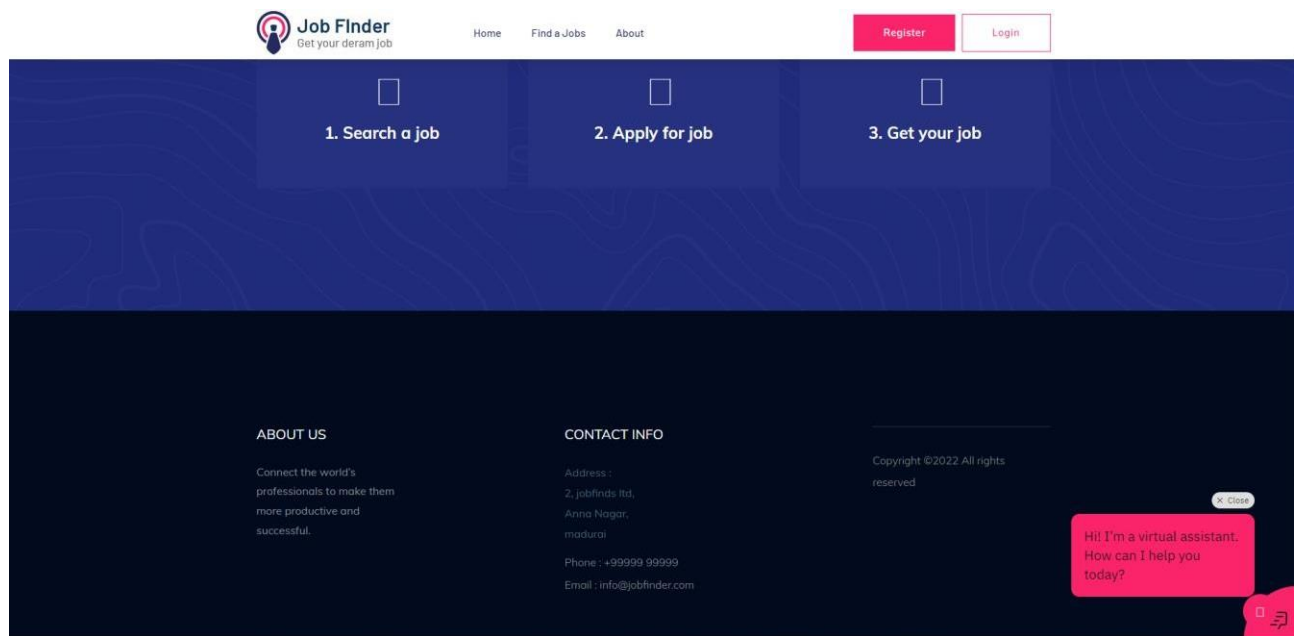 Job FInder
Get your deram job
Home
Find a Jobs
About
Register
Login
1. Search a job
2. Apply for job
3. Get your job
ABOUT US
Connect the world's
professionals to make them
more productive and
successful.
CONTACT INFO
Address :
2, jobfinds ltd,
Anna Nagar,
madurai
Phone : +99999 99999
Email : info@jobfinder.com
Copyright ©2022 All rights
reserved
× Close
Hi! I'm a virtual assistant.
How can I help you
today?